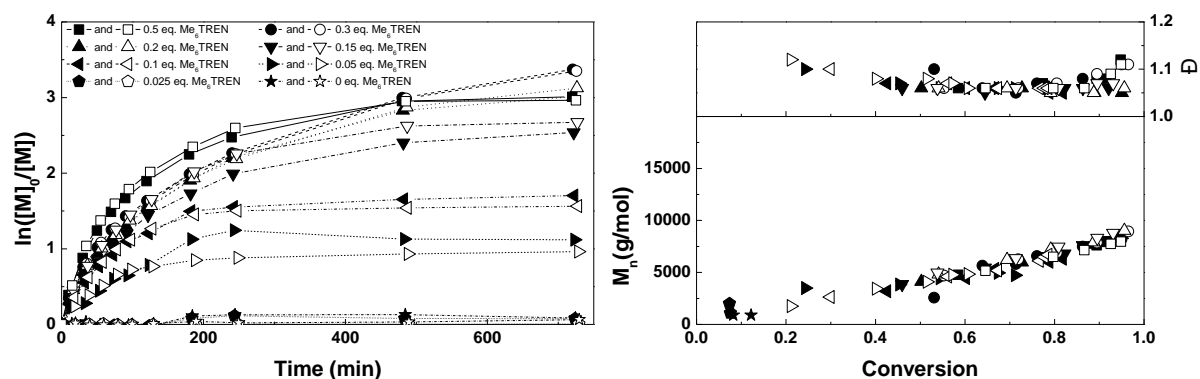 4
3
2
1
0
ln([M]₀/[M])
and 0.5 eq. Me₆TREN
and 0.3 eq. Me₆TREN
and 0.2 eq. Me₆TREN
and 0.15 eq. Me₆TREN
and 0.1 eq. Me₆TREN
and 0.05 eq. Me₆TREN
and 0.025 eq. Me₆TREN
and 0 eq. Me₆TREN
0 200 400 600
Time (min)
1.2
1.1
1.0
Đ
15000
10000
5000
0
Mₙ(g/mol)
0.0 0.2 0.4 0.6 0.8 1.0
Conversion